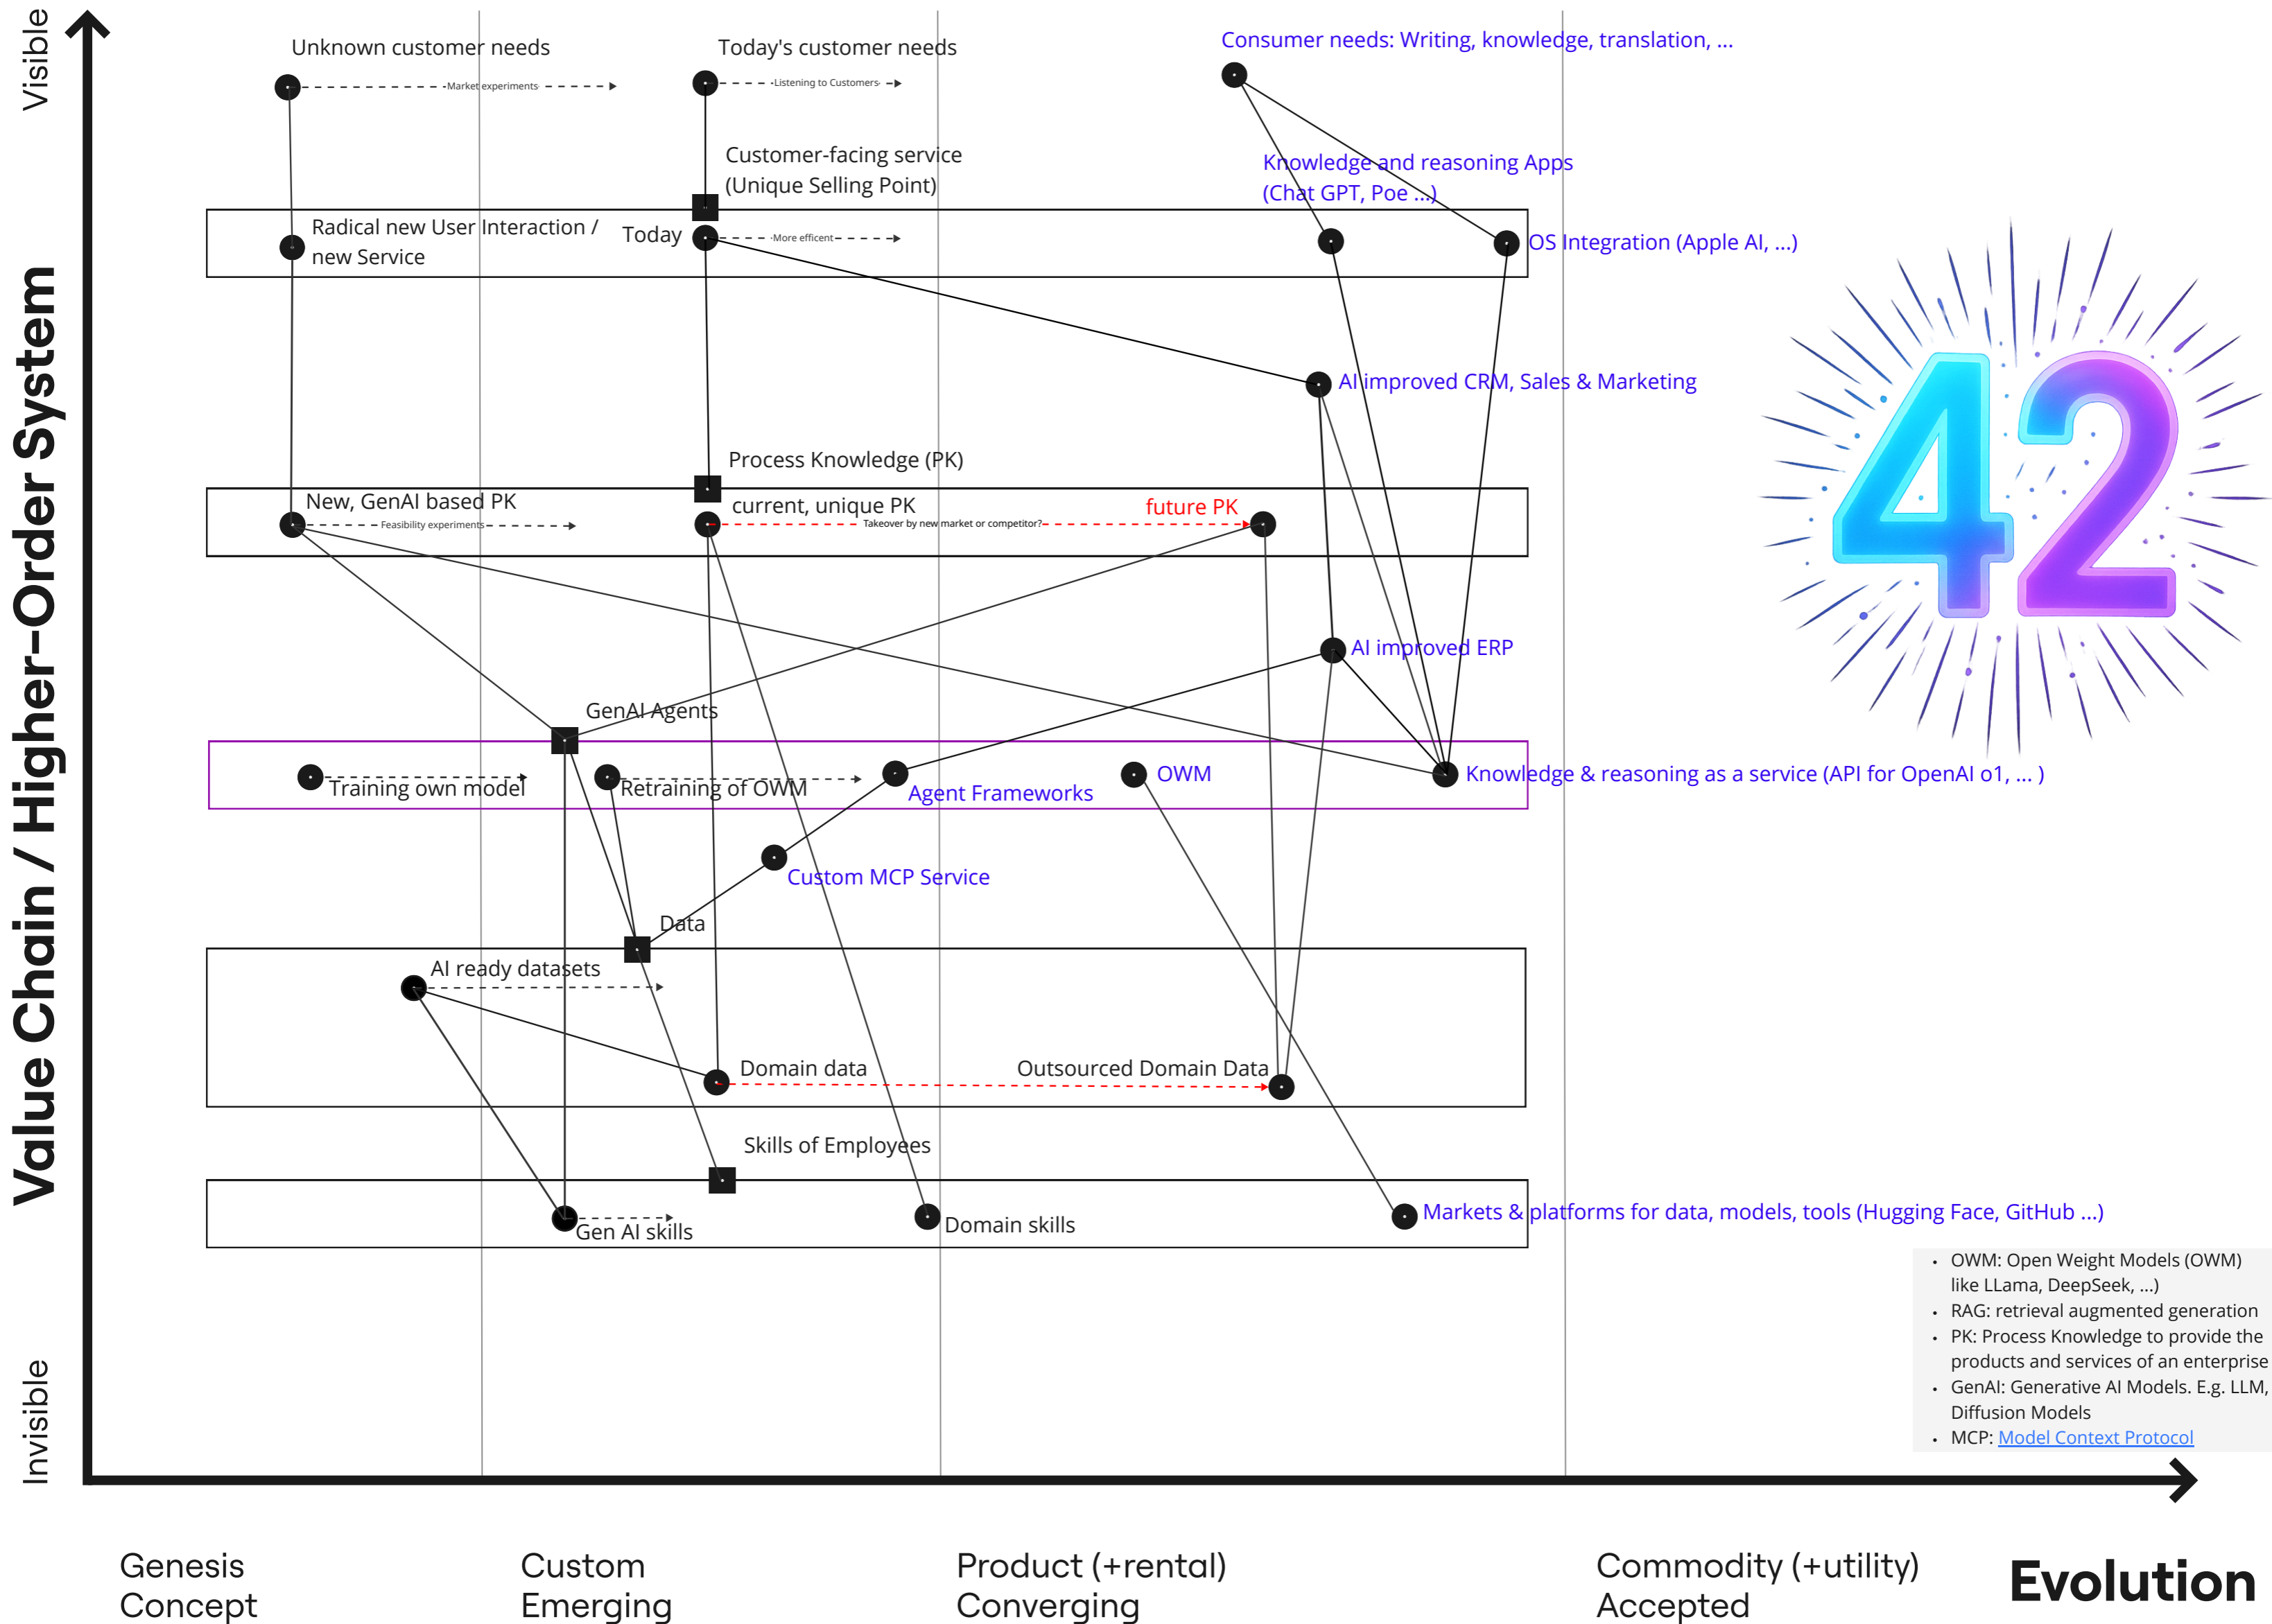 Visible
Unknown customer needs
Today's customer needs
Consumer needs: Writing, knowledge, translation, ...
Market experiments
Listening to Customers
Customer-facing service
(Unique Selling Point)
Knowledge and reasoning Apps
(Chat GPT, Poe ...)
Radical new User Interaction /
new Service
Today
More efficent
OS Integration (Apple AI, ...)
Value Chain / Higher-Order System
42
AI improved CRM, Sales & Marketing
Process Knowledge (PK)
New, GenAI based PK
current, unique PK
future PK
Feasibility experiments
Takeover by new market or competitor?
AI improved ERP
GenAI Agents
Training own model
Retraining of OWM
Agent Frameworks
OWM
Knowledge & reasoning as a service (API for OpenAI o1, ... )
Custom MCP Service
Data
AI ready datasets
Domain data
Outsourced Domain Data
Skills of Employees
Gen AI skills
Domain skills
Markets & platforms for data, models, tools (Hugging Face, GitHub ...)
• OWM: Open Weight Models (OWM)
like LLama, DeepSeek, ...)
• RAG: retrieval augmented generation
• PK: Process Knowledge to provide the
products and services of an enterprise
• GenAI: Generative AI Models. E.g. LLM,
Diffusion Models
• MCP: Model Context Protocol
Invisible
Genesis
Concept
Custom
Emerging
Product (+rental)
Converging
Commodity (+utility)
Accepted
Evolution